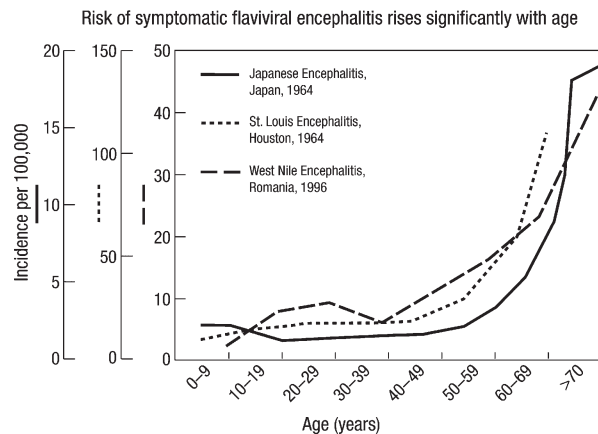 Risk of symptomatic flaviviral encephalitis rises significantly with age
20
15
10
5
0
150
100
50
0
50
40
30
20
10
0
Incidence per 100,000
Japanese Encephalitis,
Japan, 1964
St. Louis Encephalitis,
Houston, 1964
West Nile Encephalitis,
Romania, 1996
0–9
10–19
20–29
30–39
40–49
50–59
60–69
>70
Age (years)